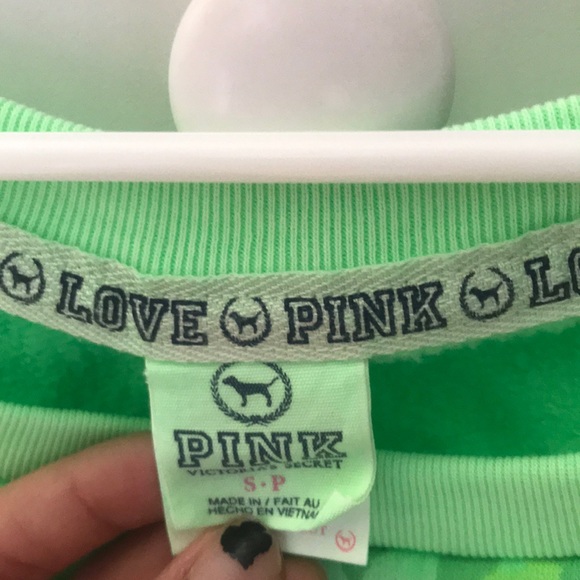 LOVE PINK LO
PINK
VICTORIA'S SECRET
S·P
MADE IN / FAIT AU
HECHO EN VIETNAM